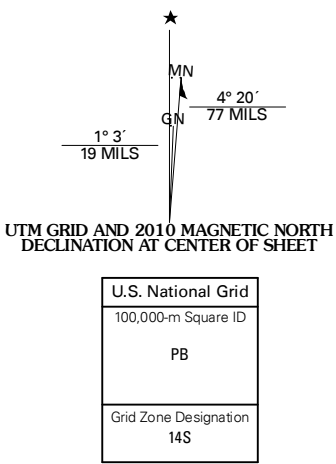 MN
4° 20´
77 MILS
GN
1° 3´
19 MILS
UTM GRID AND 2010 MAGNETIC NORTH
DECLINATION AT CENTER OF SHEET
U.S. National Grid
100,000-m Square ID
PB
Grid Zone Designation
14S